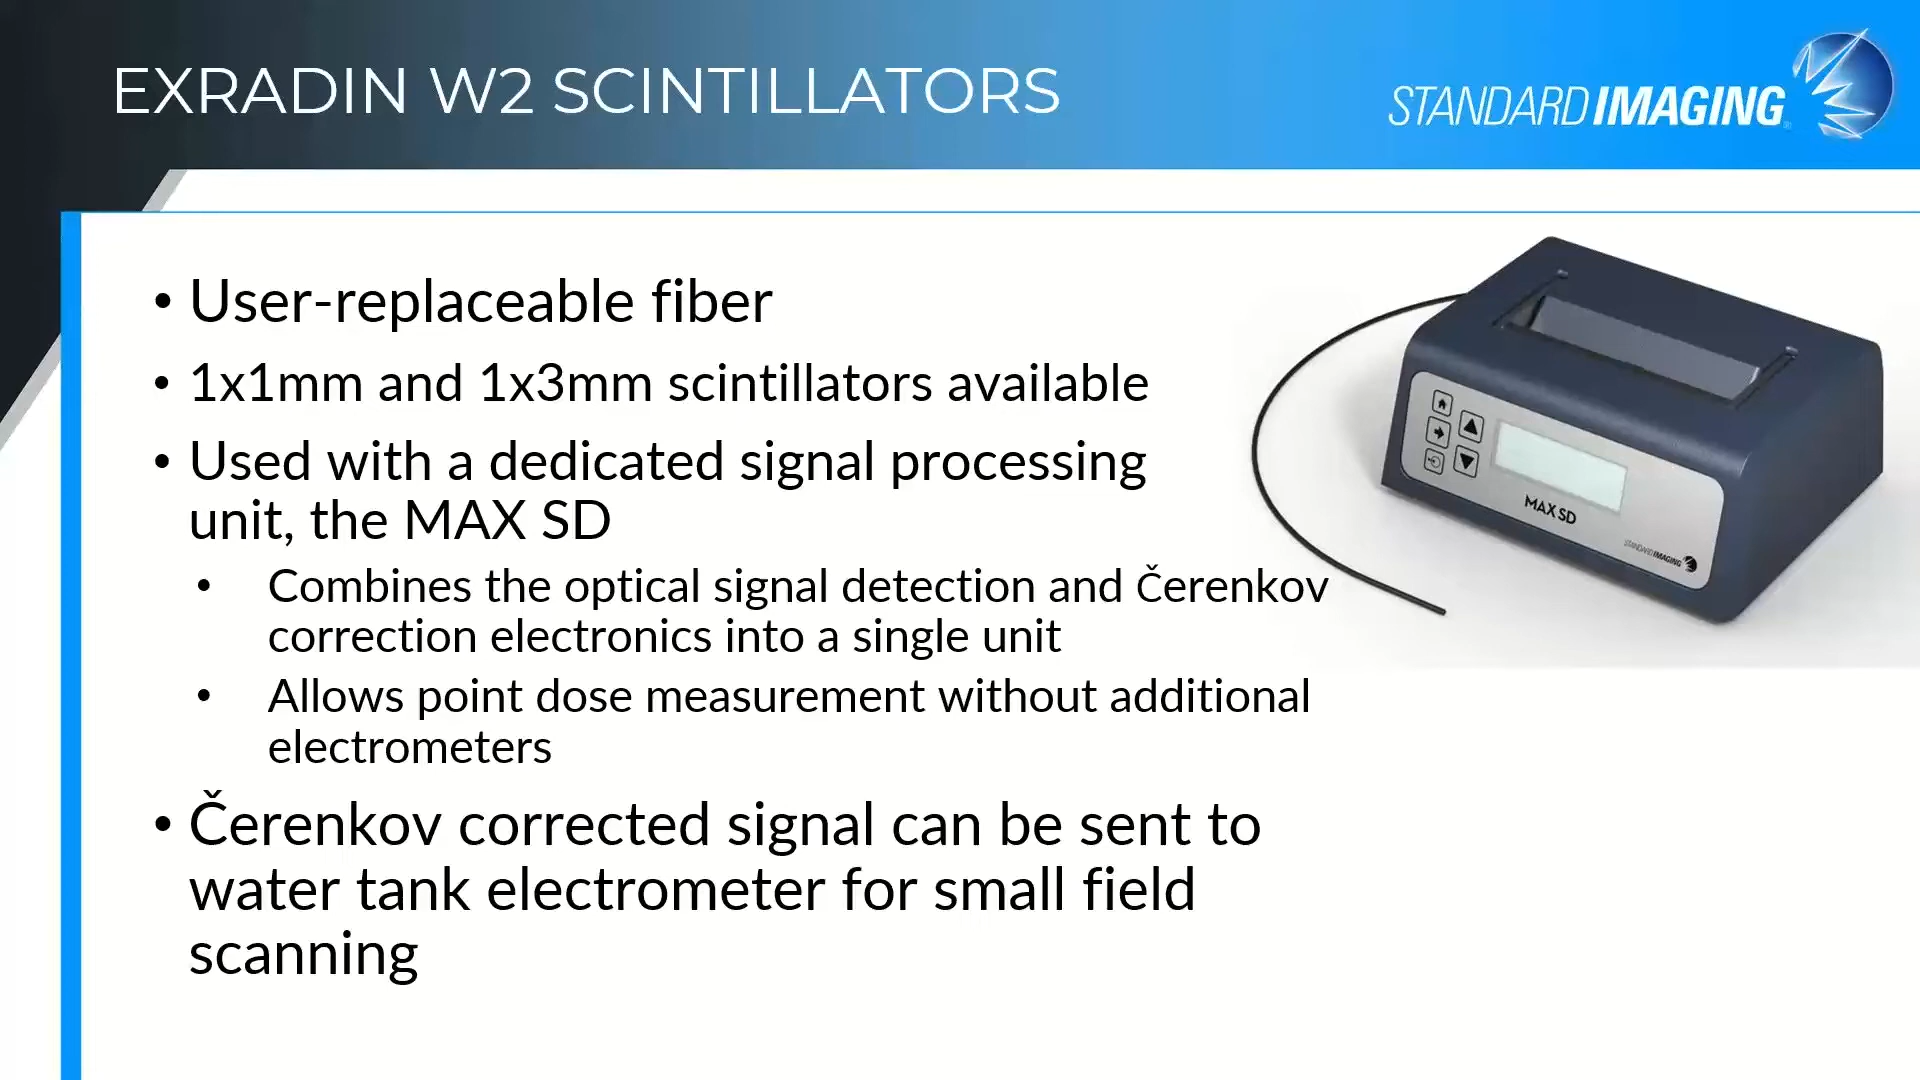 EXRADIN W2 SCINTILLATORS
STANDARD IMAGING
• User-replaceable fiber
• 1x1mm and 1x3mm scintillators available
• Used with a dedicated signal processing
unit, the MAX SD
• Combines the optical signal detection and Čerenkov
correction electronics into a single unit
• Allows point dose measurement without additional
electrometers
• Čerenkov corrected signal can be sent to
water tank electrometer for small field
scanning
MAX SD
STANDARD IMAGING